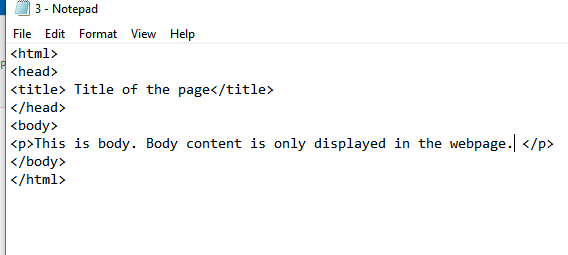 3 - Notepad
File Edit Format View Help
<html>
<head>
<title> Title of the page</title>
</head>
<body>
<p>This is body. Body content is only displayed in the webpage. </p>
</body>
</html>